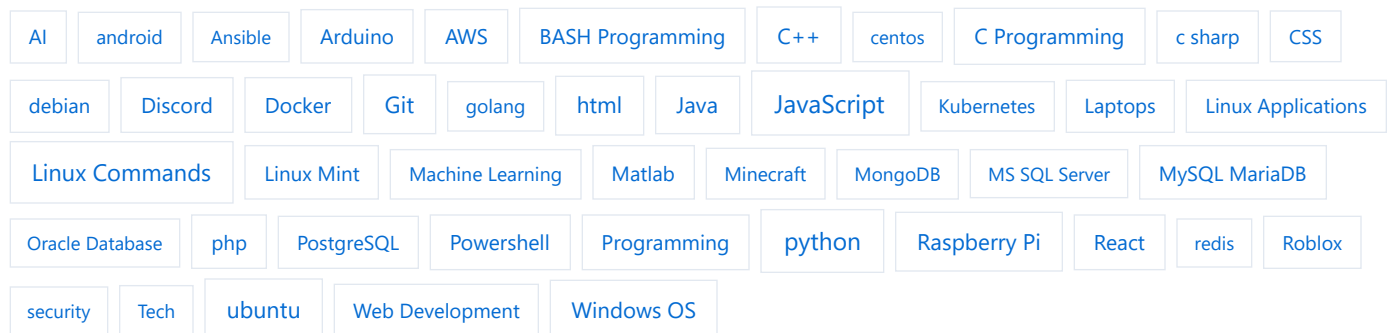 AI android Ansible Arduino AWS BASH Programming C++ centos C Programming c sharp CSS
debian Discord Docker Git golang html Java JavaScript Kubernetes Laptops Linux Applications
Linux Commands Linux Mint Machine Learning Matlab Minecraft MongoDB MS SQL Server MySQL MariaDB
Oracle Database php PostgreSQL Powershell Programming python Raspberry Pi React redis Roblox
security Tech ubuntu Web Development Windows OS